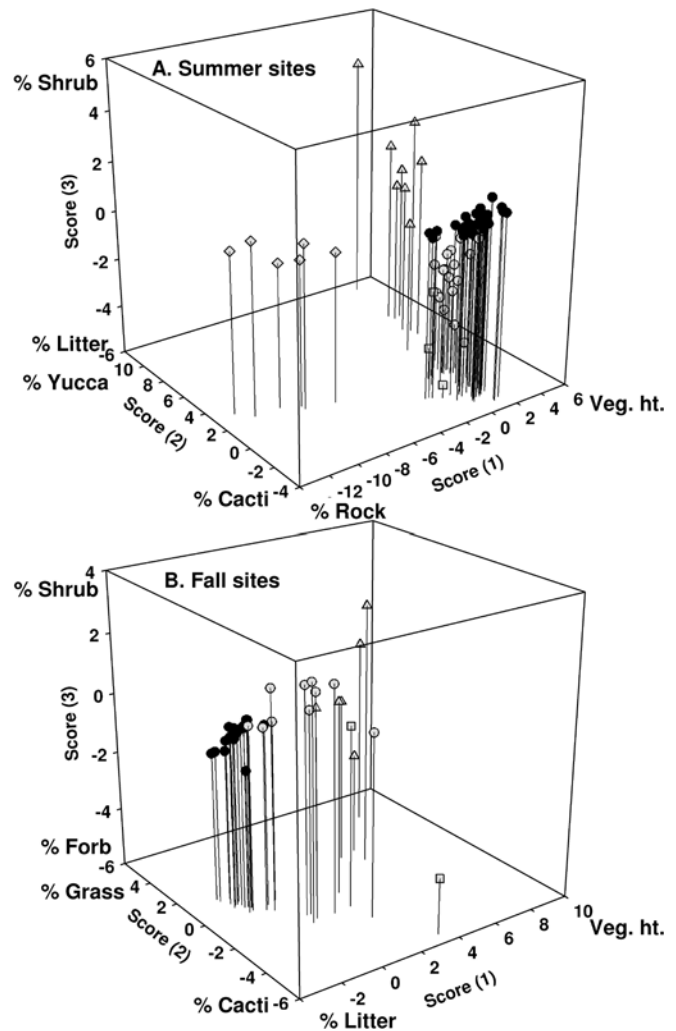 A. Summer sites
6
% Shrub
4
2
0
-2
-4
-6
Score (3)
% Litter
% Yucca
10
8
6
4
2
0
-2
-4
Score (2)
% Cacti
% Rock
-12
-10
-8
-6
-4
-2
0
2
4
6
Score (1)
Veg. ht.
B. Fall sites
4
% Shrub
2
0
-2
-4
-6
Score (3)
% Forb
% Grass
4
2
0
-2
-4
-6
Score (2)
% Cacti
% Litter
-2
0
2
4
6
8
10
Score (1)
Veg. ht.